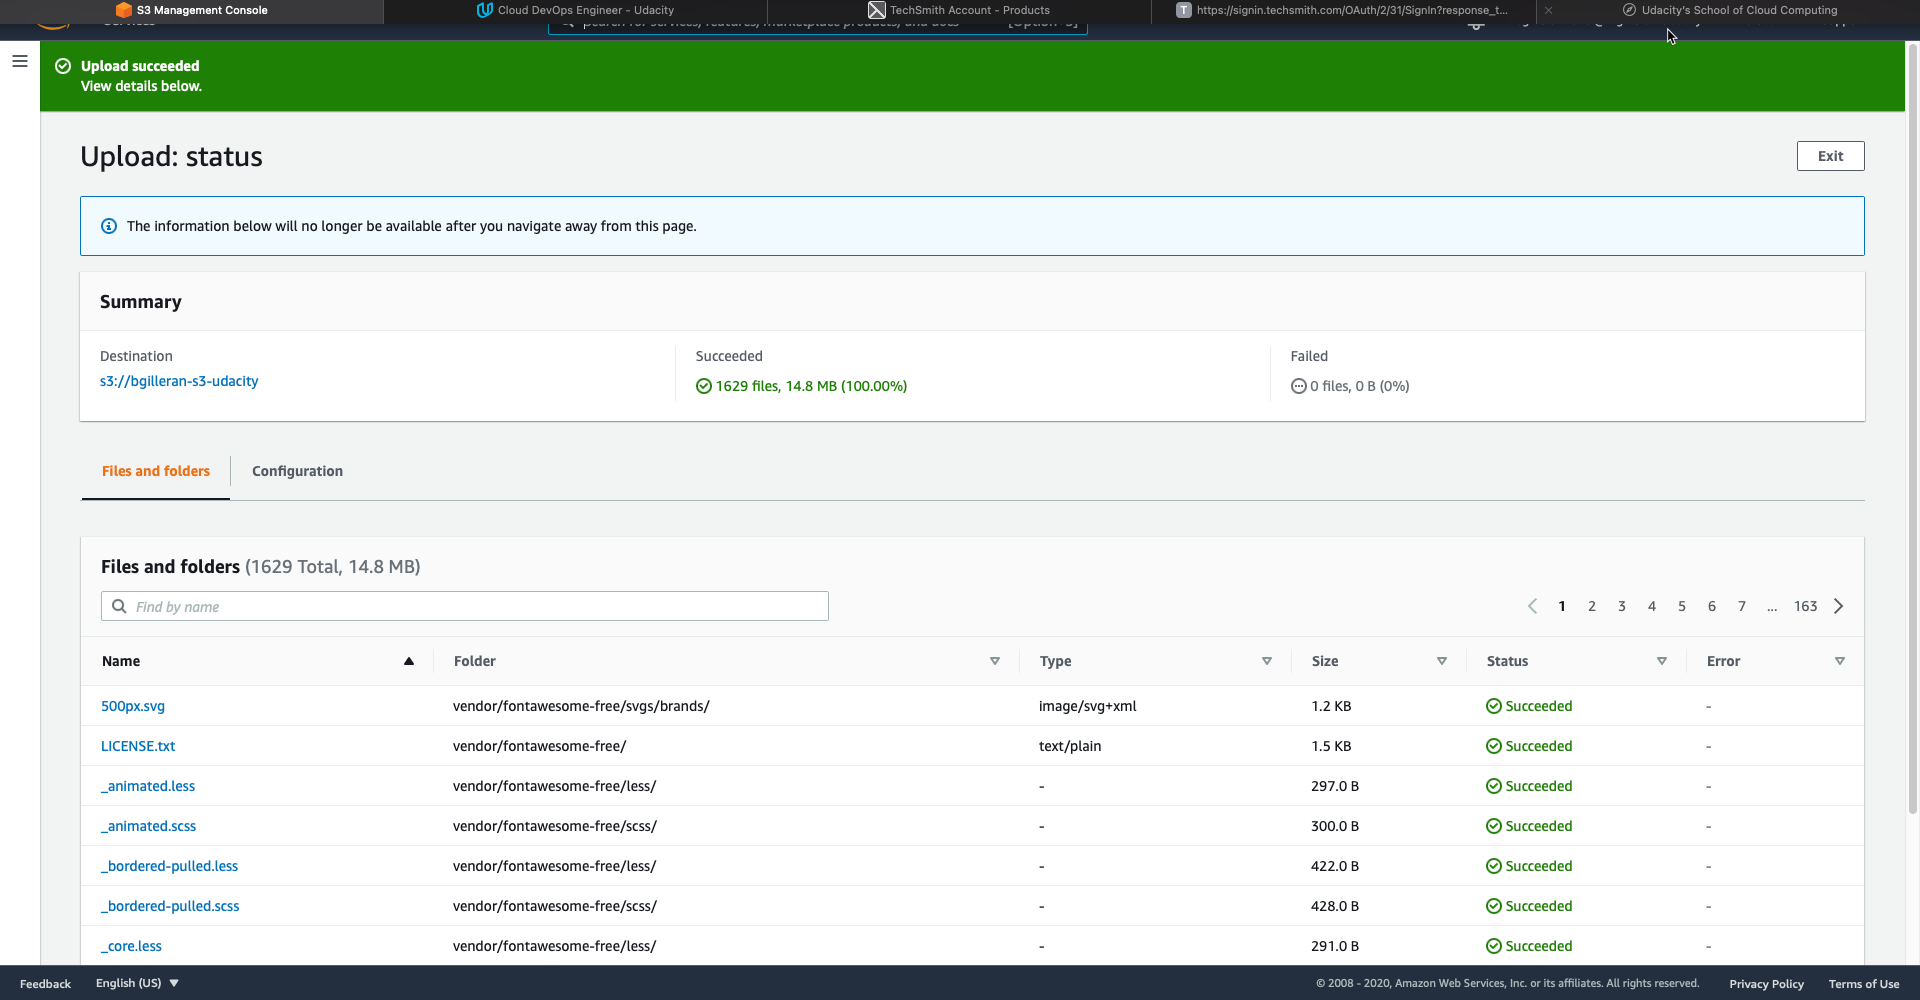 S3 Management Console
Cloud DevOps Engineer - Udacity
TechSmith Account - Products
T https://signin.techsmith.com/OAuth/2/31/SignIn?response_t...
Udacity's School of Cloud Computing
Upload succeeded
View details below.
Upload: status
Exit
The information below will no longer be available after you navigate away from this page.
Summary
Destination
s3://bgilleran-s3-udacity
Succeeded
1629 files, 14.8 MB (100.00%)
Failed
0 files, 0 B (0%)
Files and folders
Configuration
Files and folders (1629 Total, 14.8 MB)
Find by name
1 2 3 4 5 6 7 ... 163
Name Folder Type Size Status Error
500px.svg vendor/fontawesome-free/svgs/brands/ image/svg+xml 1.2 KB Succeeded -
LICENSE.txt vendor/fontawesome-free/ text/plain 1.5 KB Succeeded -
_animated.less vendor/fontawesome-free/less/ - 297.0 B Succeeded -
_animated.scss vendor/fontawesome-free/scss/ - 300.0 B Succeeded -
_bordered-pulled.less vendor/fontawesome-free/less/ - 422.0 B Succeeded -
_bordered-pulled.scss vendor/fontawesome-free/scss/ - 428.0 B Succeeded -
_core.less vendor/fontawesome-free/less/ - 291.0 B Succeeded -
Feedback
English (US)
© 2008 - 2020, Amazon Web Services, Inc. or its affiliates. All rights reserved.
Privacy Policy
Terms of Use